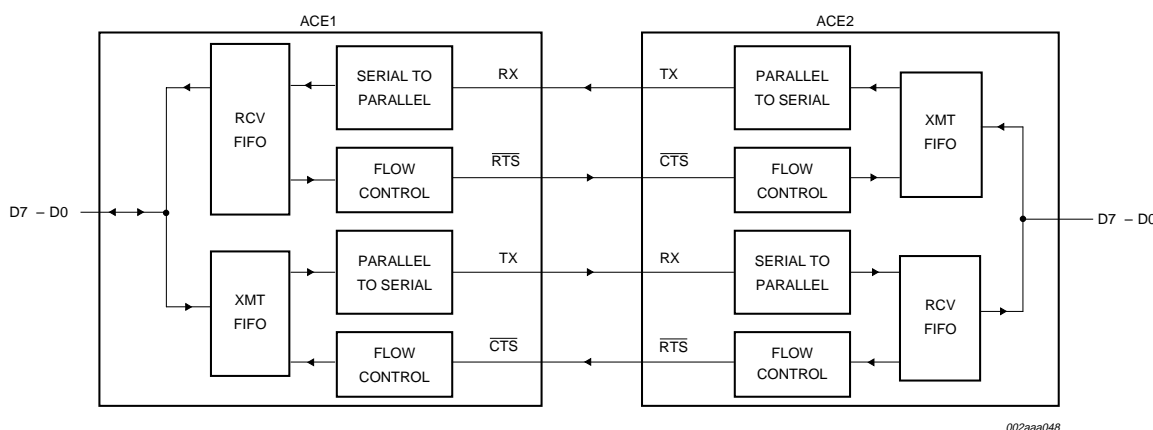 ACE1
ACE2
RCV
FIFO
SERIAL TO
PARALLEL
RX
TX
PARALLEL
TO SERIAL
XMT
FIFO
FLOW
CONTROL
RTS
CTS
FLOW
CONTROL
D7 – D0
D7 – D0
XMT
FIFO
PARALLEL
TO SERIAL
TX
RX
SERIAL TO
PARALLEL
RCV
FIFO
FLOW
CONTROL
CTS
RTS
FLOW
CONTROL
002aaa048